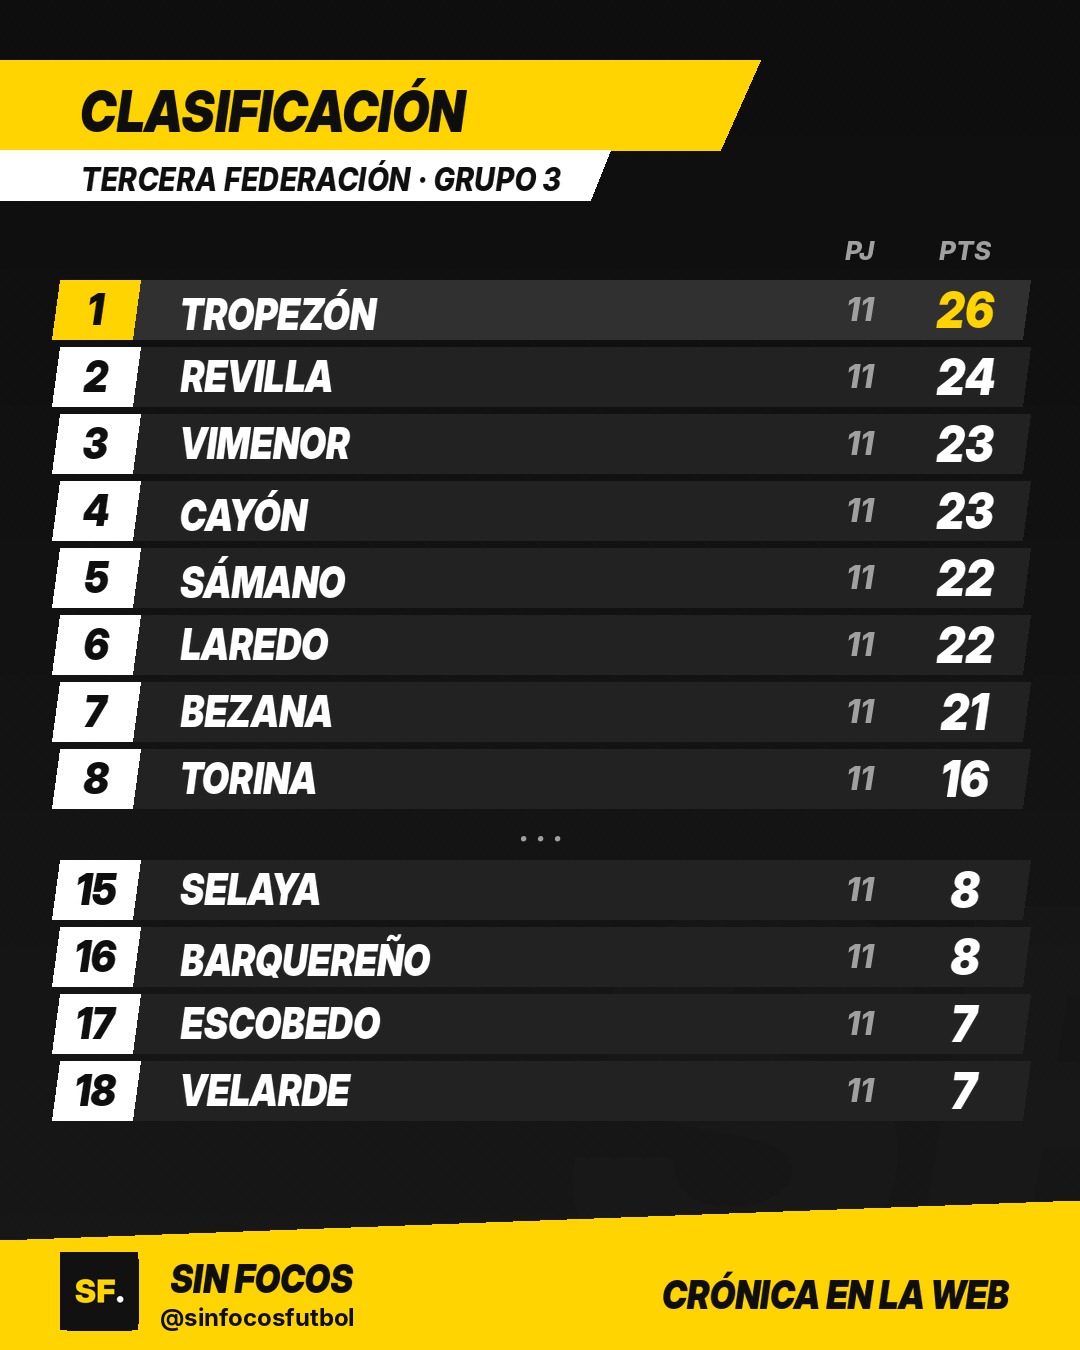 CLASIFICACIÓN
TERCERA FEDERACIÓN · GRUPO 3
PJ PTS
1 TROPEZÓN 11 26
2 REVILLA 11 24
3 VIMENOR 11 23
4 CAYÓN 11 23
5 SÁMANO 11 22
6 LAREDO 11 22
7 BEZANA 11 21
8 TORINA 11 16
...
15 SELAYA 11 8
16 BARQUEREÑO 11 8
17 ESCOBEDO 11 7
18 VELARDE 11 7
SF. SIN FOCOS
@sinfocosfutbol
CRÓNICA EN LA WEB